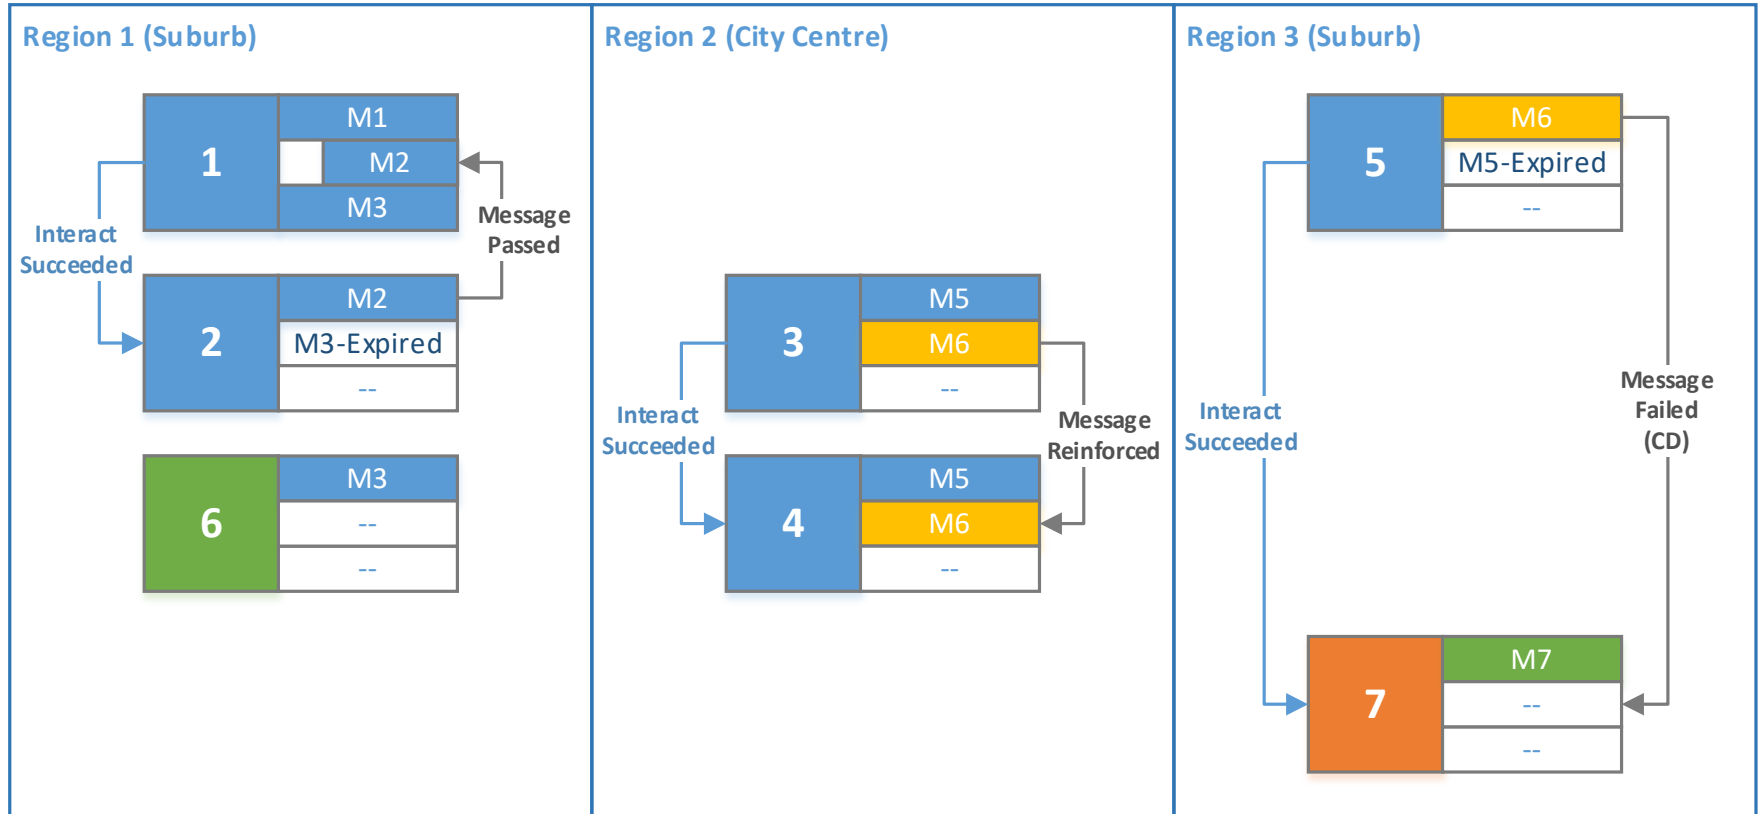 Region 1 (Suburb)
1
M1
M2
M3
Interact
Succeeded
Message
Passed
2
M2
M3-Expired
--
6
M3
--
--
Region 2 (City Centre)
3
M5
M6
--
Interact
Succeeded
Message
Reinforced
4
M5
M6
--
Region 3 (Suburb)
5
M6
M5-Expired
--
Interact
Succeeded
Message
Failed
(CD)
7
M7
--
--